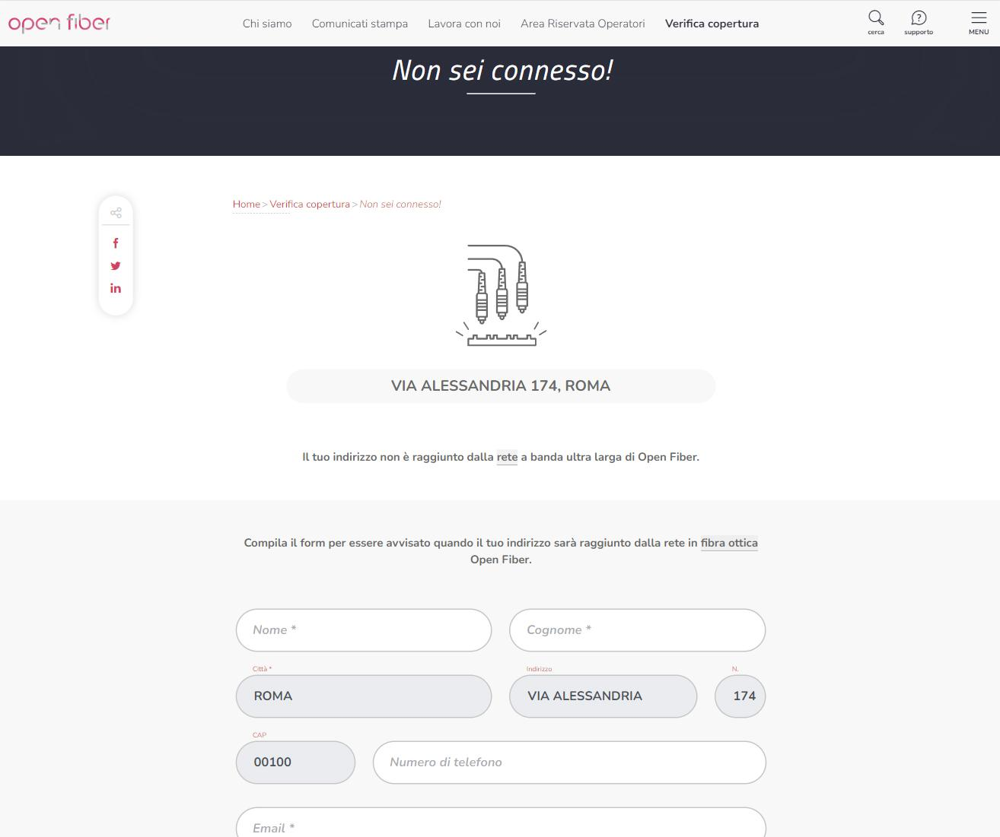 open fiber
Chi siamo
Comunicati stampa
Lavora con noi
Area Riservata Operatori
Verifica copertura
cerca
supporto
MENU
Non sei connesso!
Home > Verifica copertura > Non sei connesso!
VIA ALESSANDRIA 174, ROMA
Il tuo indirizzo non è raggiunto dalla rete a banda ultra larga di Open Fiber.
Compila il form per essere avvisato quando il tuo indirizzo sarà raggiunto dalla rete in fibra ottica
Open Fiber.
Nome *
Cognome *
Città *
ROMA
Indirizzo
VIA ALESSANDRIA
N.
174
CAP
00100
Numero di telefono
Email *